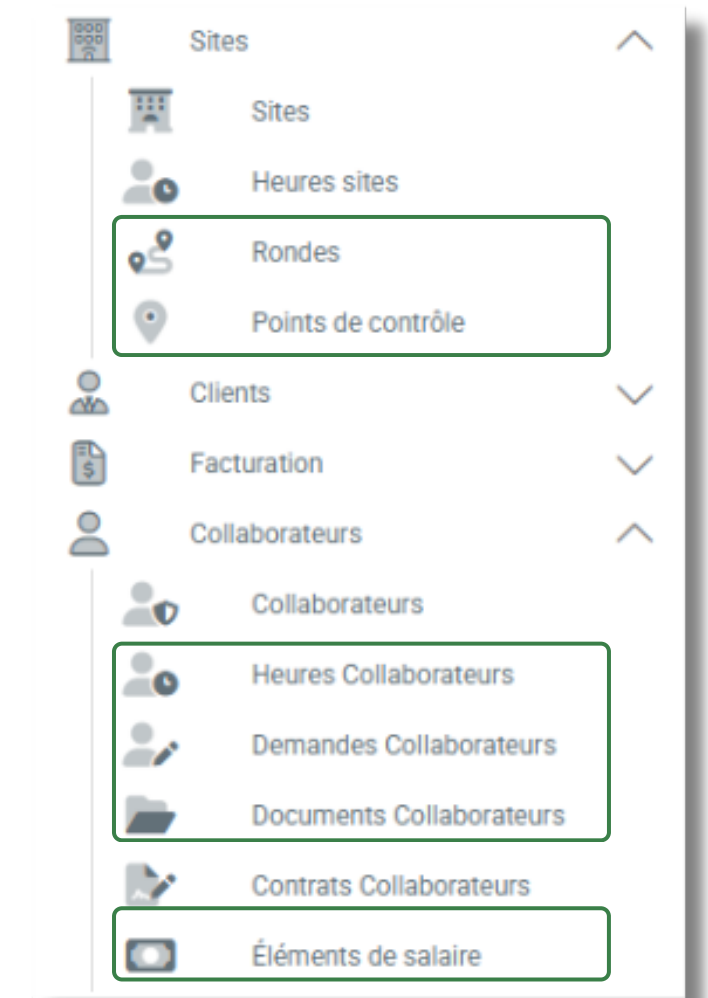 Sites
Sites
Heures sites
Rondes
Points de contrôle
Clients
Facturation
Collaborateurs
Collaborateurs
Heures Collaborateurs
Demandes Collaborateurs
Documents Collaborateurs
Contrats Collaborateurs
Éléments de salaire